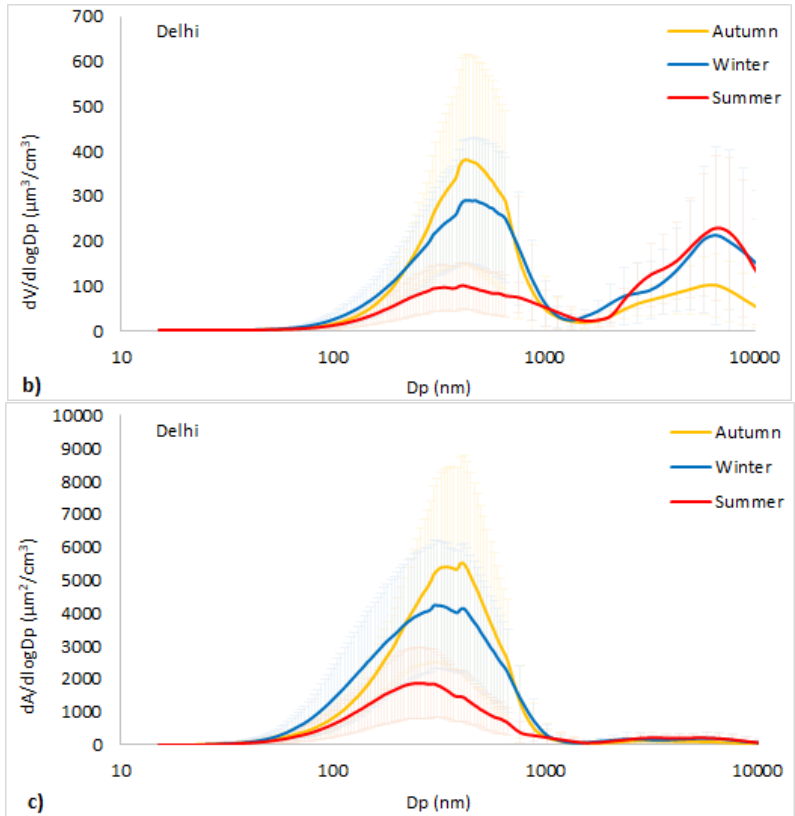 700
600
500
400
300
200
100
0
dV/dlogDp (µm³/cm³)
Delhi
Autumn
Winter
Summer
10 100 1000 10000
Dp (nm)
b)
10000
9000
8000
7000
6000
5000
4000
3000
2000
1000
0
dA/dlogDp (µm²/cm³)
Delhi
Autumn
Winter
Summer
10 100 1000 10000
Dp (nm)
c)